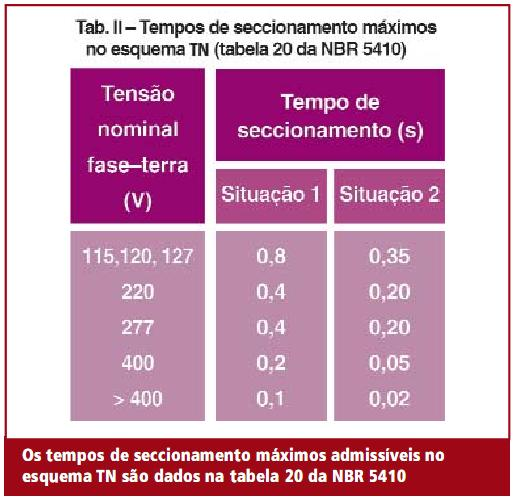 Tab. II – Tempos de seccionamento máximos
no esquema TN (tabela 20 da NBR 5410)
Tensão
nominal
fase–terra
(V)
Tempo de
seccionamento (s)
Situação 1 Situação 2
115,120, 127 0,8 0,35
220 0,4 0,20
277 0,4 0,20
400 0,2 0,05
> 400 0,1 0,02
Os tempos de seccionamento máximos admissíveis no
esquema TN são dados na tabela 20 da NBR 5410